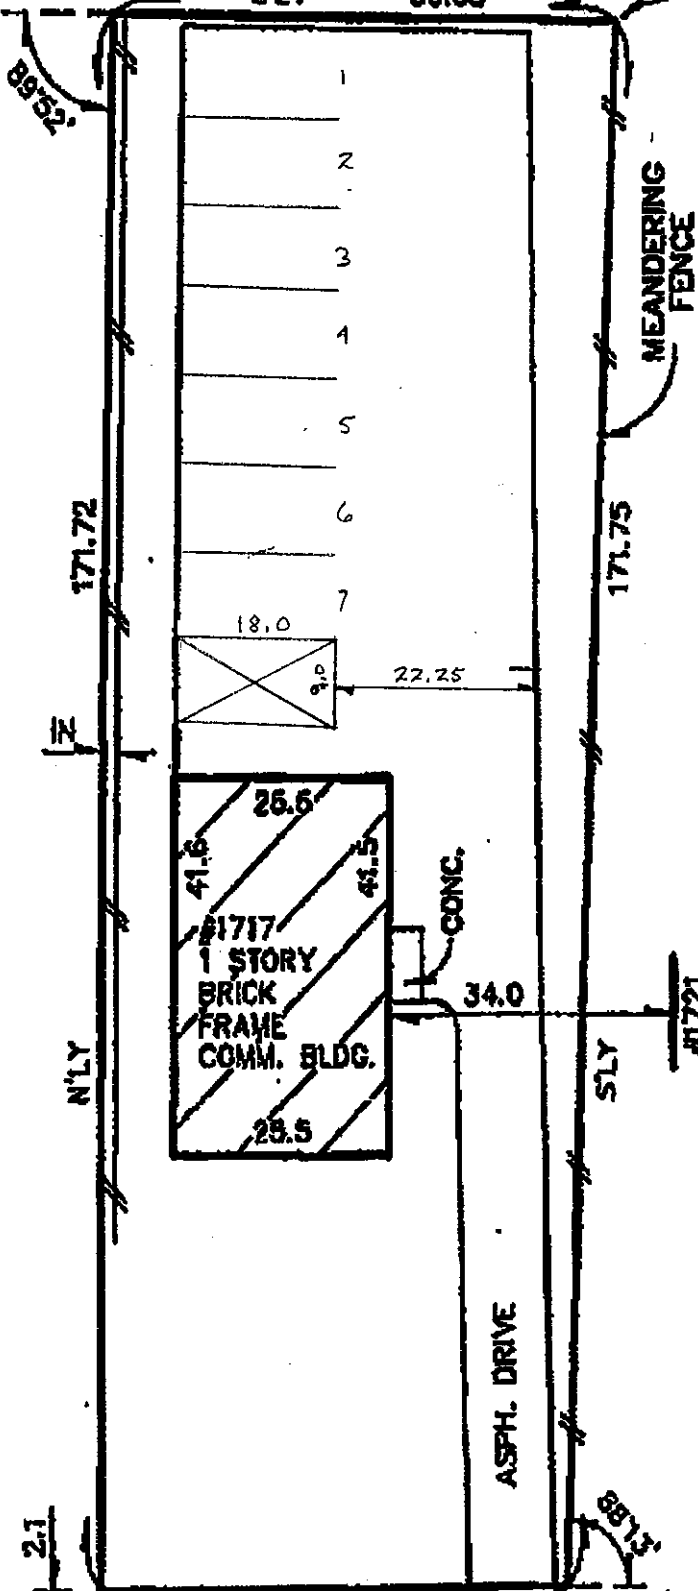 89°52'
1
2
3
4
5
6
7
MEANDERING
FENCE
171.72
171.75
18.0
9.0
22.25
25.5
41.6
41.5
CONC.
#1717
1 STORY
BRICK
FRAME
COMM. BLDG.
25.5
34.0
#1721
N'LY
S'LY
ASPH. DRIVE
2.1
88°13'